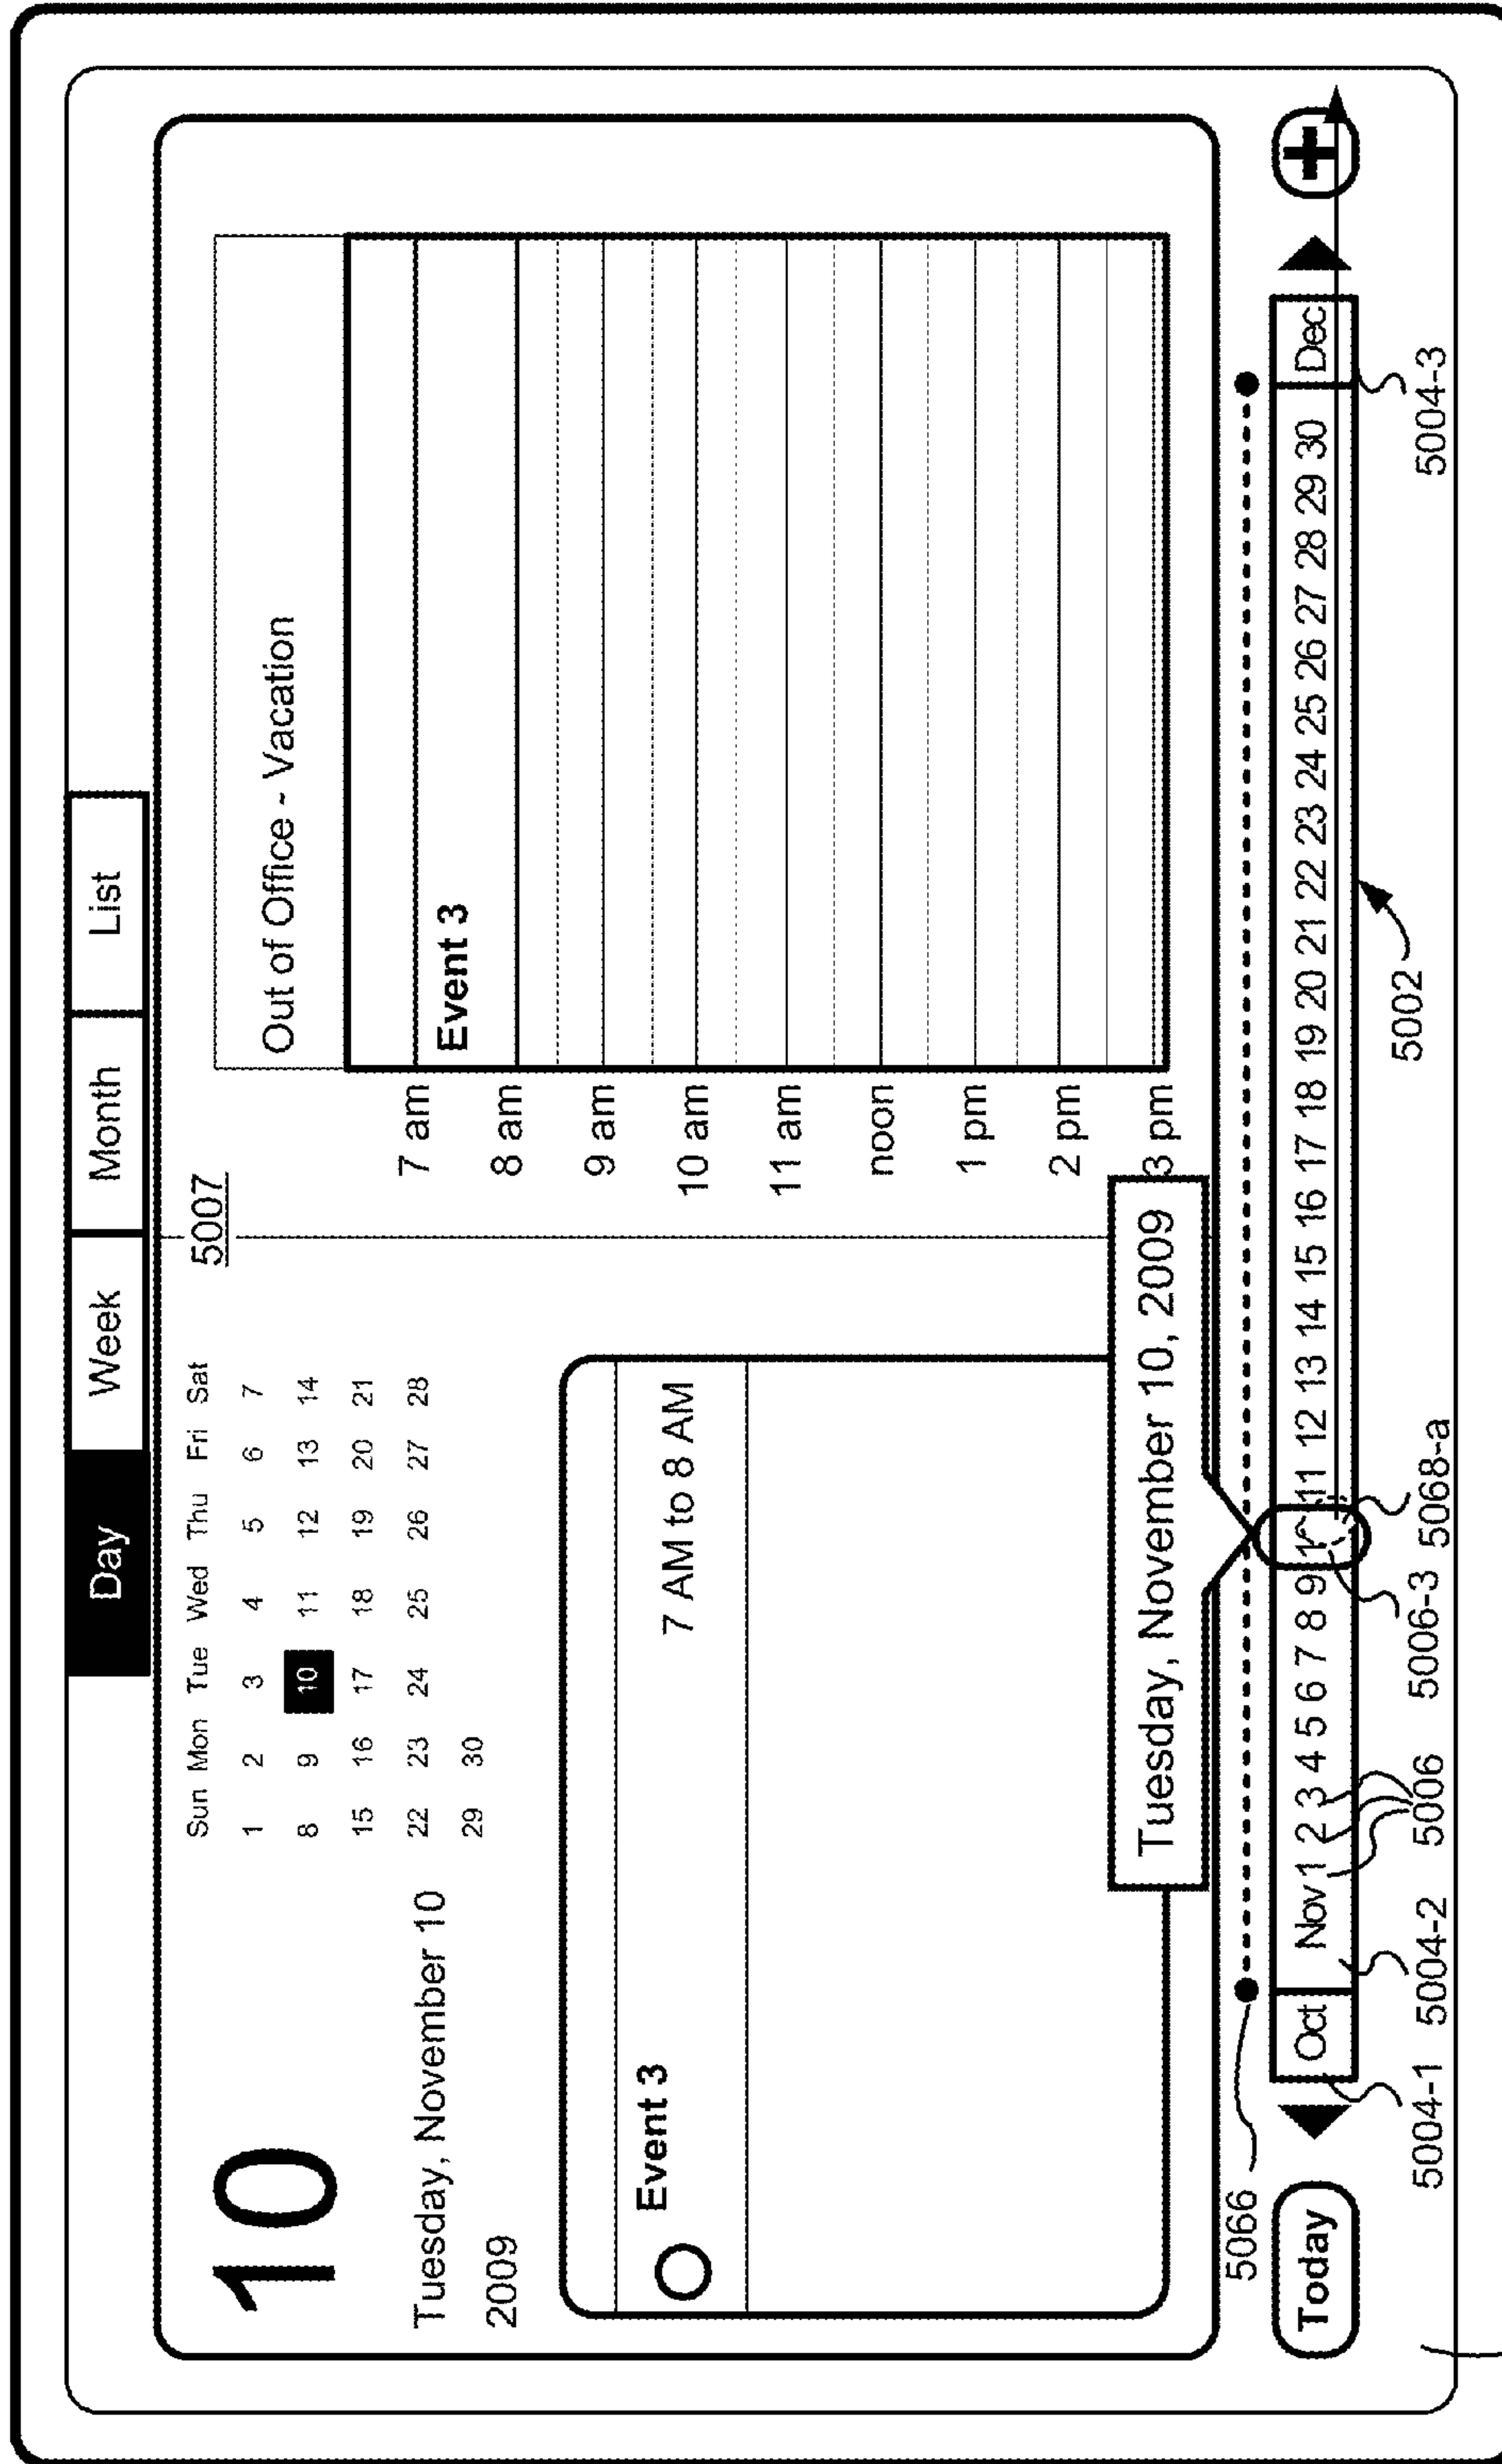 Day Week Month List
10
Tuesday, November 10
2009
Sun Mon Tue Wed Thu Fri Sat
1 2 3 4 5 6 7
8 9 10 11 12 13 14
15 16 17 18 19 20 21
22 23 24 25 26 27 28
29 30
Event 3
7 AM to 8 AM
5007
Out of Office - Vacation
7 am
Event 3
8 am
9 am
10 am
11 am
noon
1 pm
2 pm
3 pm
Tuesday, November 10, 2009
5066
Today Oct Nov 1 2 3 4 5 6 7 8 9 1 11 12 13 14 15 16 17 18 19 20 21 22 23 24 25 26 27 28 29 30 Dec +
5004-1 5004-2 5006 5006-3 5068-a 5002 5004-3